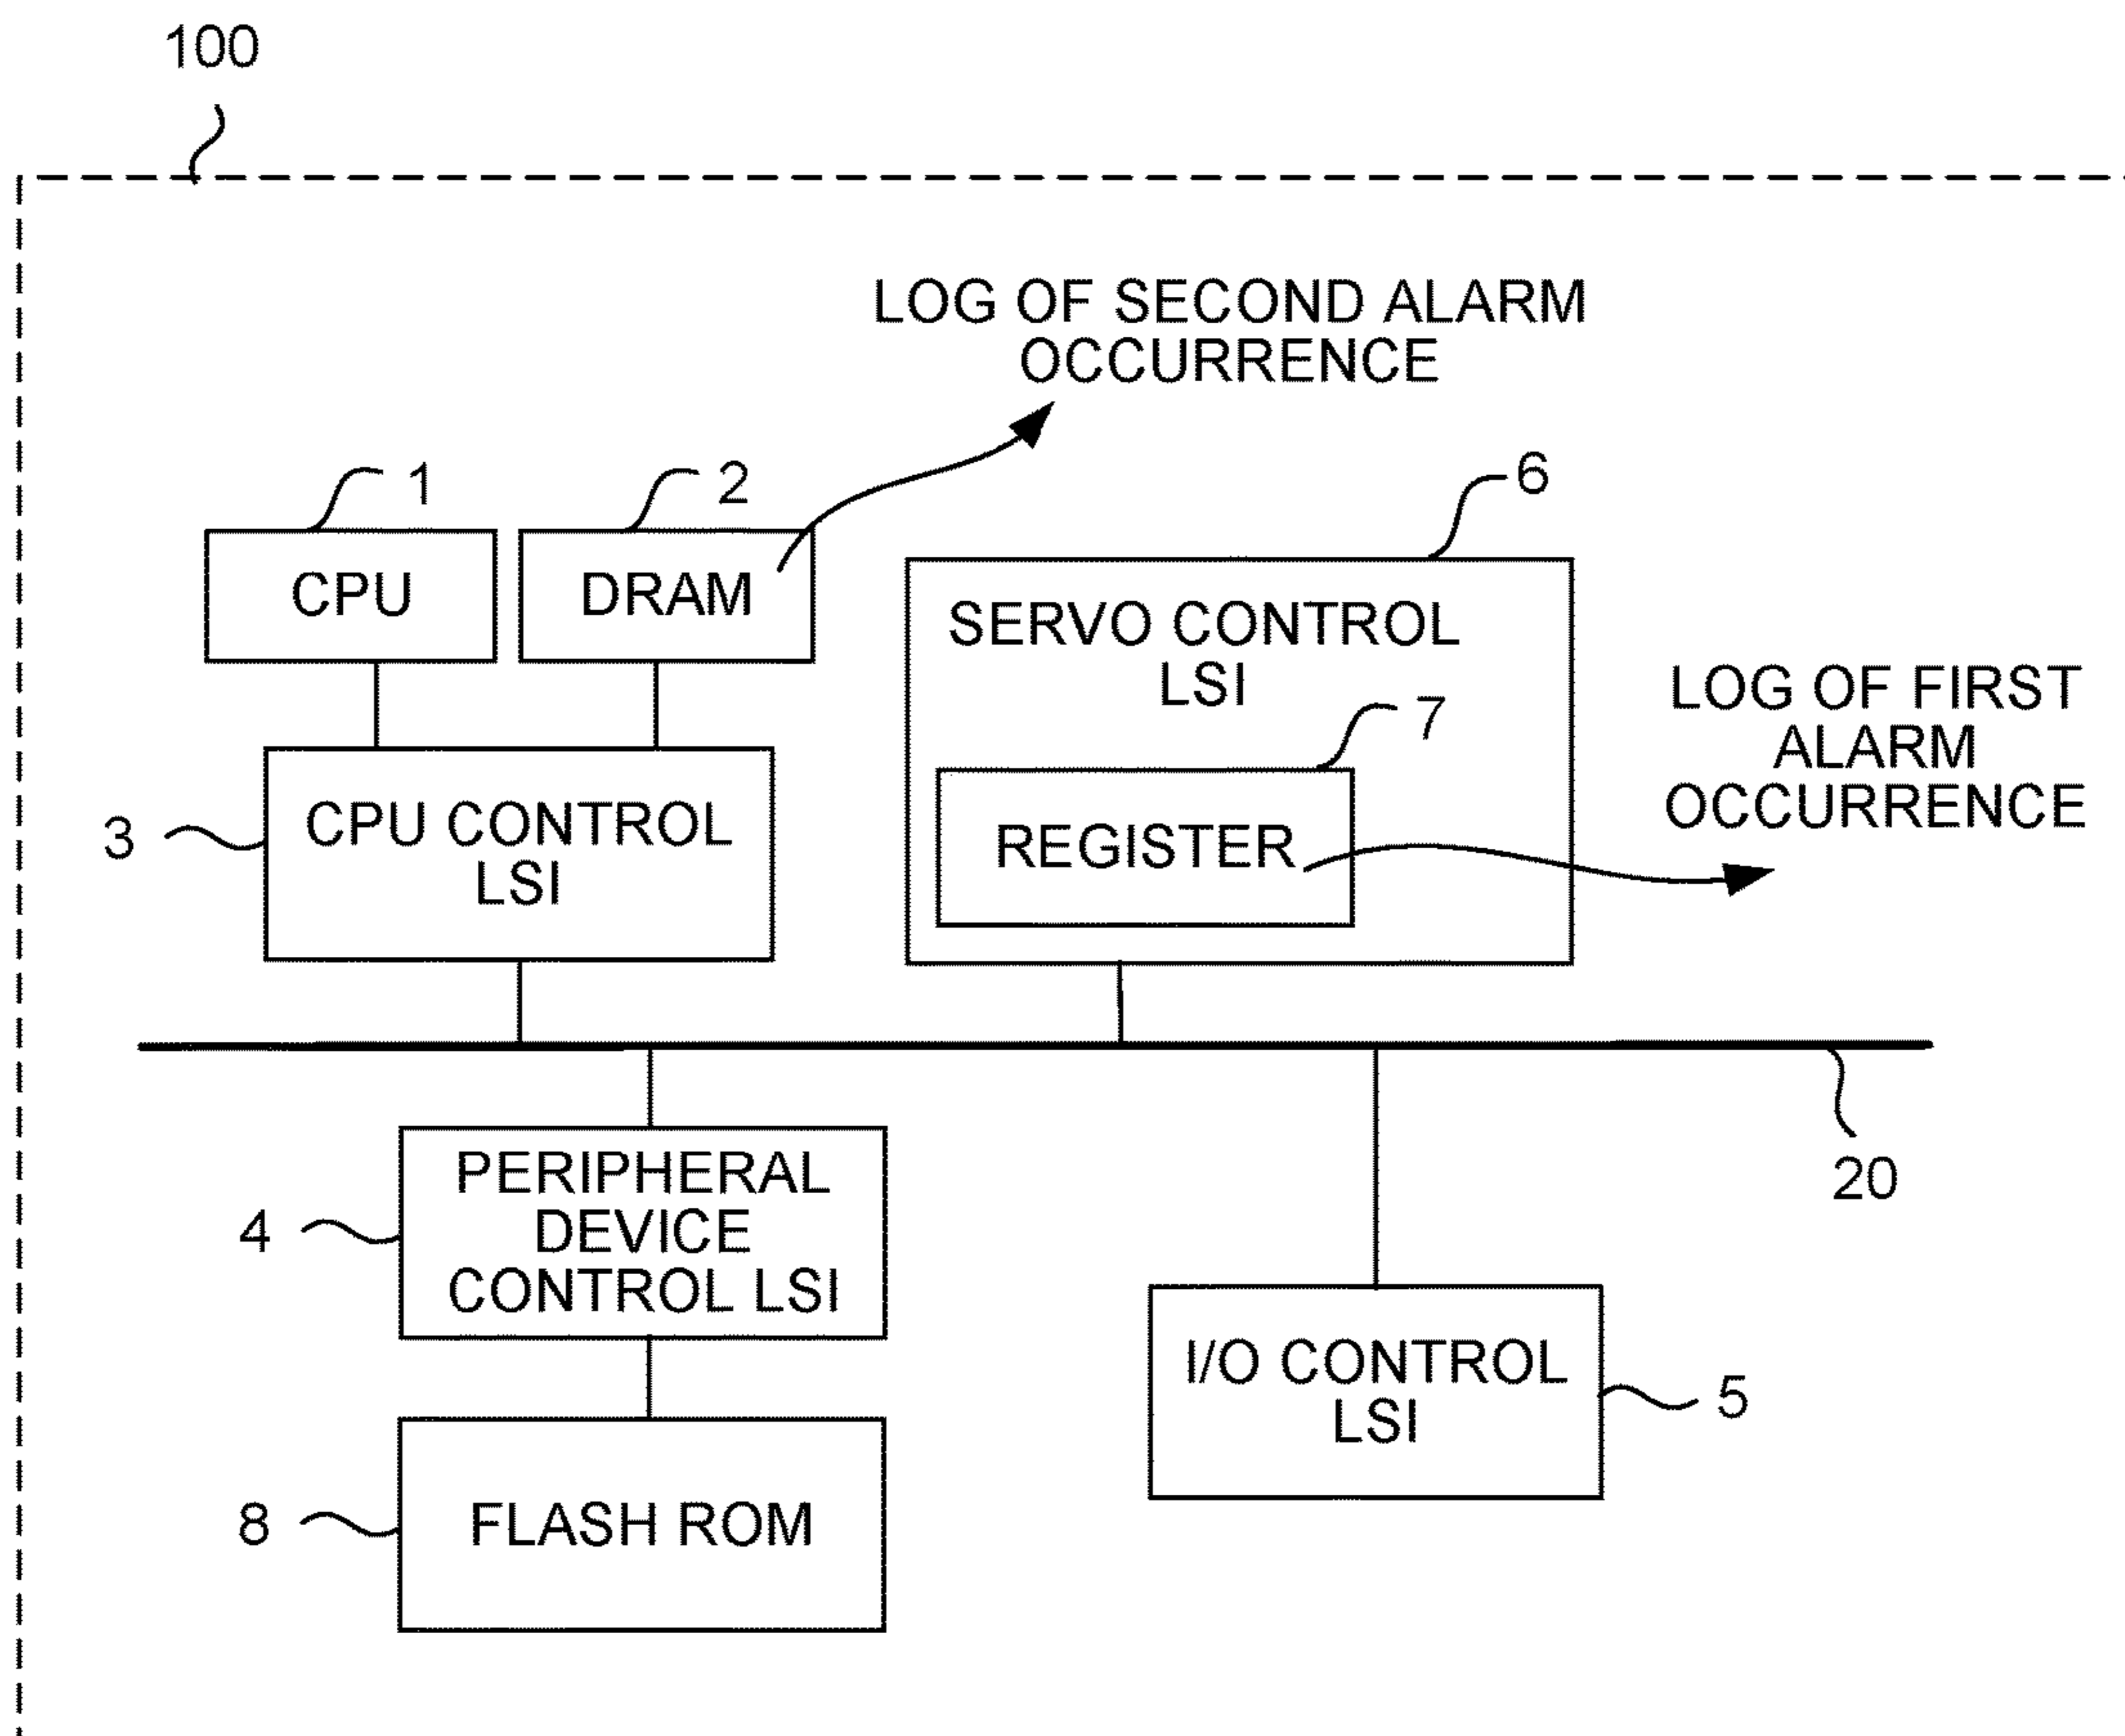 100
LOG OF SECOND ALARM
OCCURRENCE
1
2
6
CPU
DRAM
SERVO CONTROL
LSI
7
LOG OF FIRST
ALARM
OCCURRENCE
3
CPU CONTROL
LSI
REGISTER
20
4
PERIPHERAL
DEVICE
CONTROL LSI
I/O CONTROL
LSI
5
8
FLASH ROM